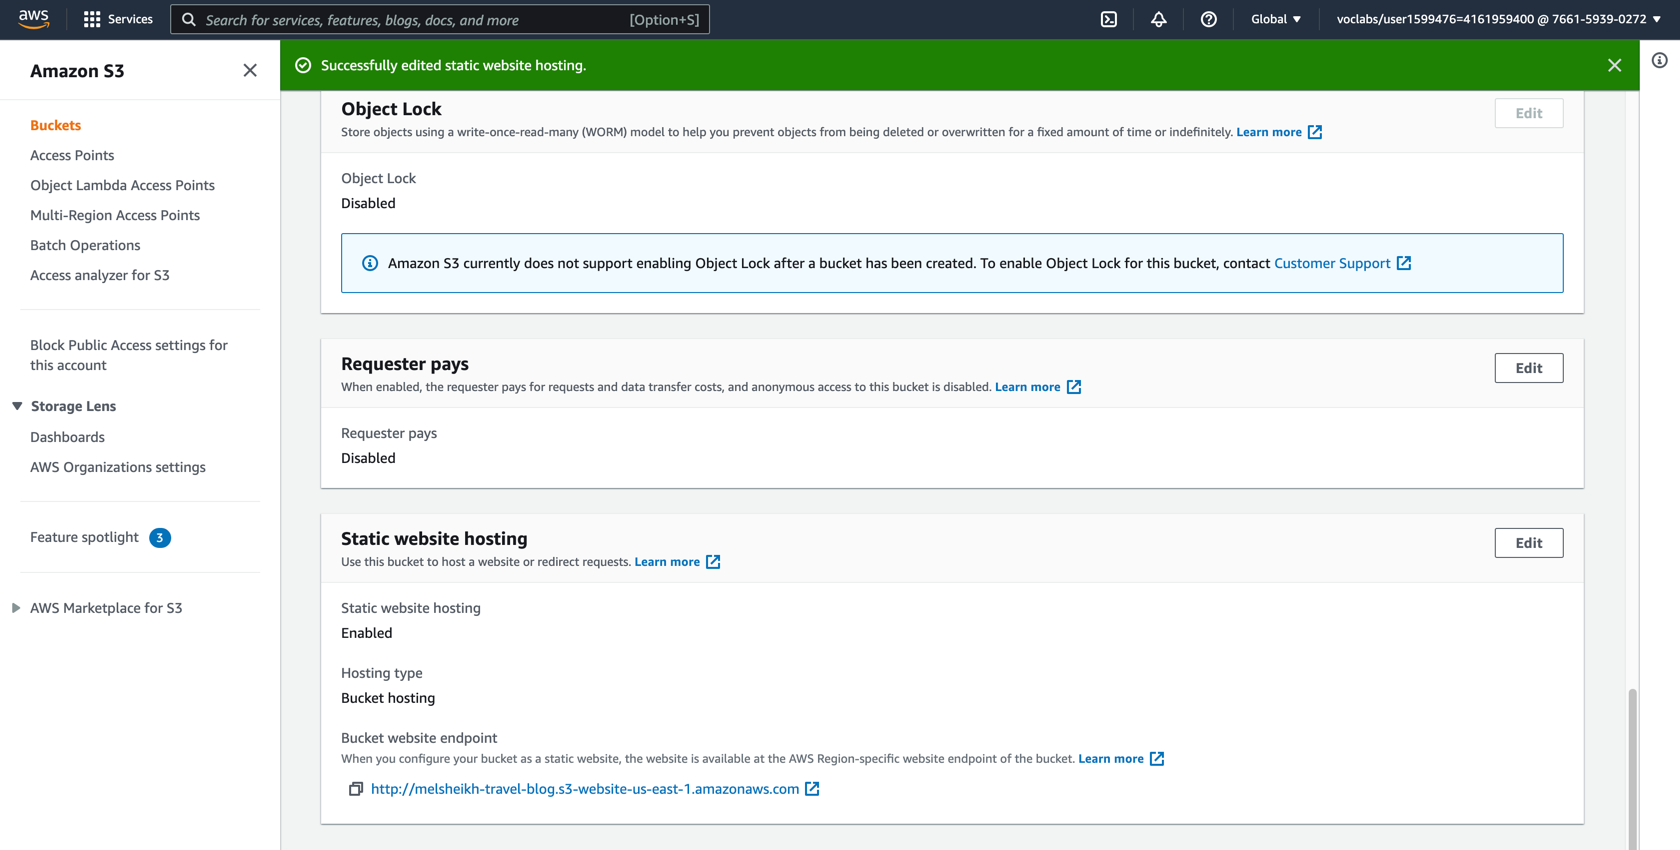 aws
Services
Search for services, features, blogs, docs, and more
[Option+S]
Global ▼
voclabs/user1599476=4161959400 @ 7661-5939-0272 ▼
Amazon S3
Buckets
Access Points
Object Lambda Access Points
Multi-Region Access Points
Batch Operations
Access analyzer for S3
Block Public Access settings for
this account
Storage Lens
Dashboards
AWS Organizations settings
Feature spotlight 3
AWS Marketplace for S3
Successfully edited static website hosting.
Object Lock
Edit
Store objects using a write-once-read-many (WORM) model to help you prevent objects from being deleted or overwritten for a fixed amount of time or indefinitely. Learn more
Object Lock
Disabled
Amazon S3 currently does not support enabling Object Lock after a bucket has been created. To enable Object Lock for this bucket, contact Customer Support
Requester pays
Edit
When enabled, the requester pays for requests and data transfer costs, and anonymous access to this bucket is disabled. Learn more
Requester pays
Disabled
Static website hosting
Edit
Use this bucket to host a website or redirect requests. Learn more
Static website hosting
Enabled
Hosting type
Bucket hosting
Bucket website endpoint
When you configure your bucket as a static website, the website is available at the AWS Region-specific website endpoint of the bucket. Learn more
http://melsheikh-travel-blog.s3-website-us-east-1.amazonaws.com